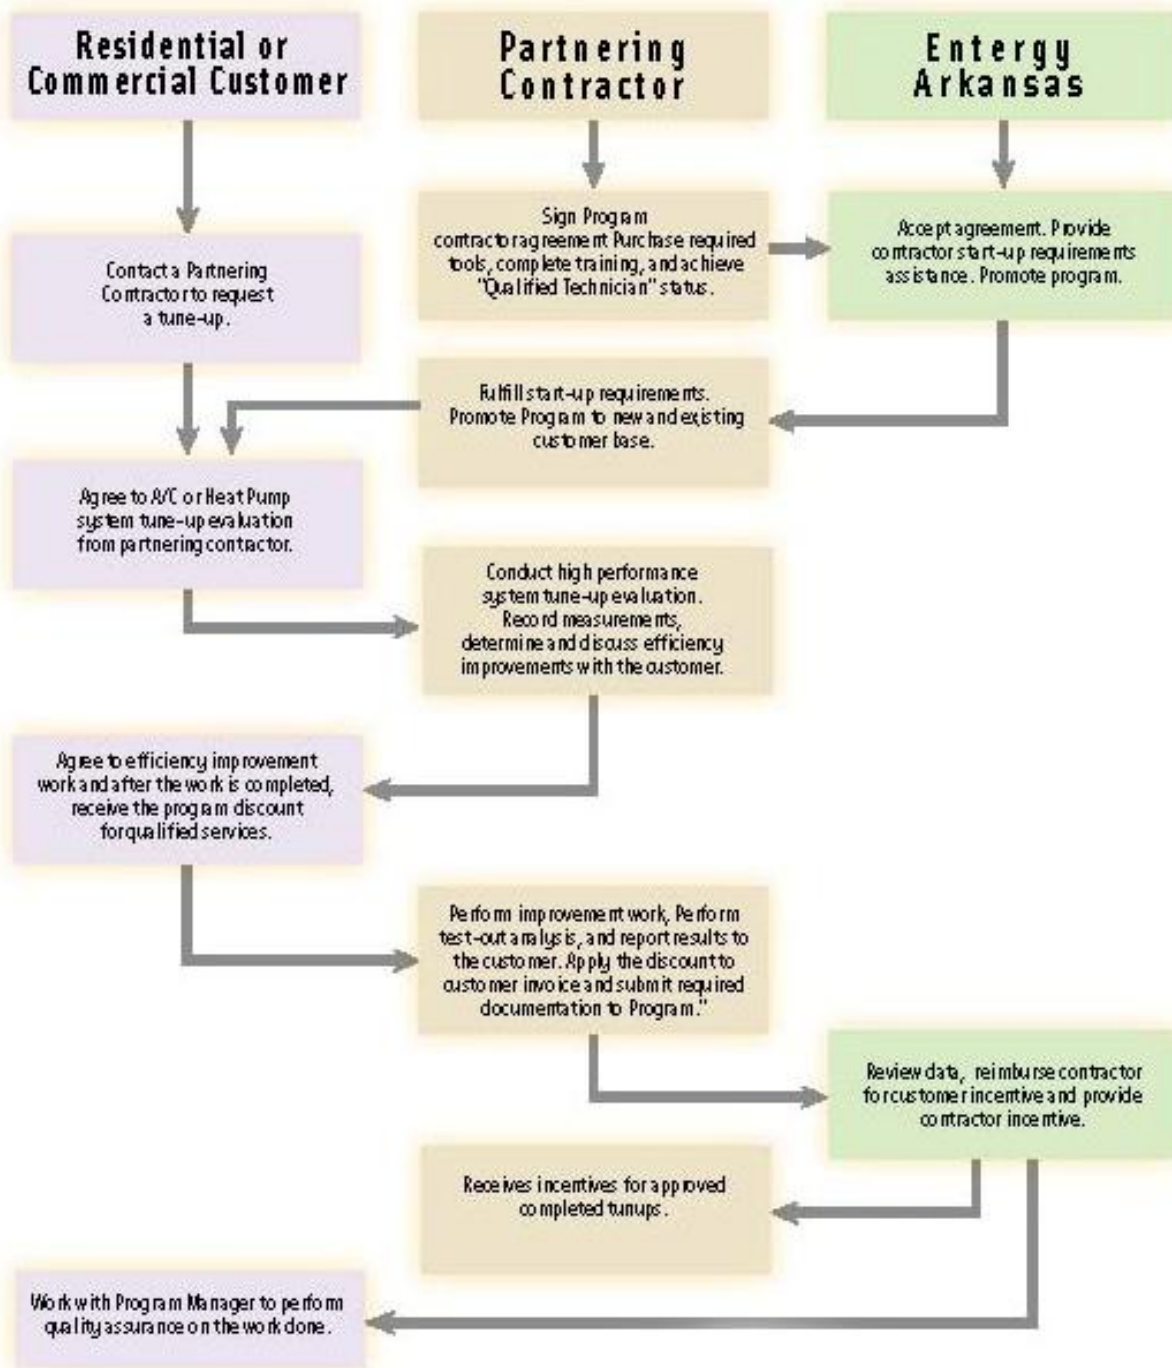 Residential or
Commercial Customer
Partnering
Contractor
Entergy
Arkansas
Sign Program
contractor agreement Purchase required
tools, complete training, and achieve
"Qualified Technician" status.
Accept agreement. Provide
contractor start-up requirements
assistance. Promote program.
Contact a Partnering
Contractor to request
a tune-up.
Fulfill start-up requirements.
Promote Program to new and existing
customer base.
Agree to A/C or Heat Pump
system tune-up evaluation
from partnering contractor.
Conduct high performance
system tune-up evaluation.
Record measurements,
determine and discuss efficiency
improvements with the customer.
Agree to efficiency improvement
work and after the work is completed,
receive the program discount
for qualified services.
Perform improvement work, Perform
test-out analysis, and report results to
the customer. Apply the discount to
customer invoice and submit required
documentation to Program."
Review data, reimburse contractor
for customer incentive and provide
contractor incentive.
Receives incentives for approved
completed tunups.
Work with Program Manager to perform
quality assurance on the work done.